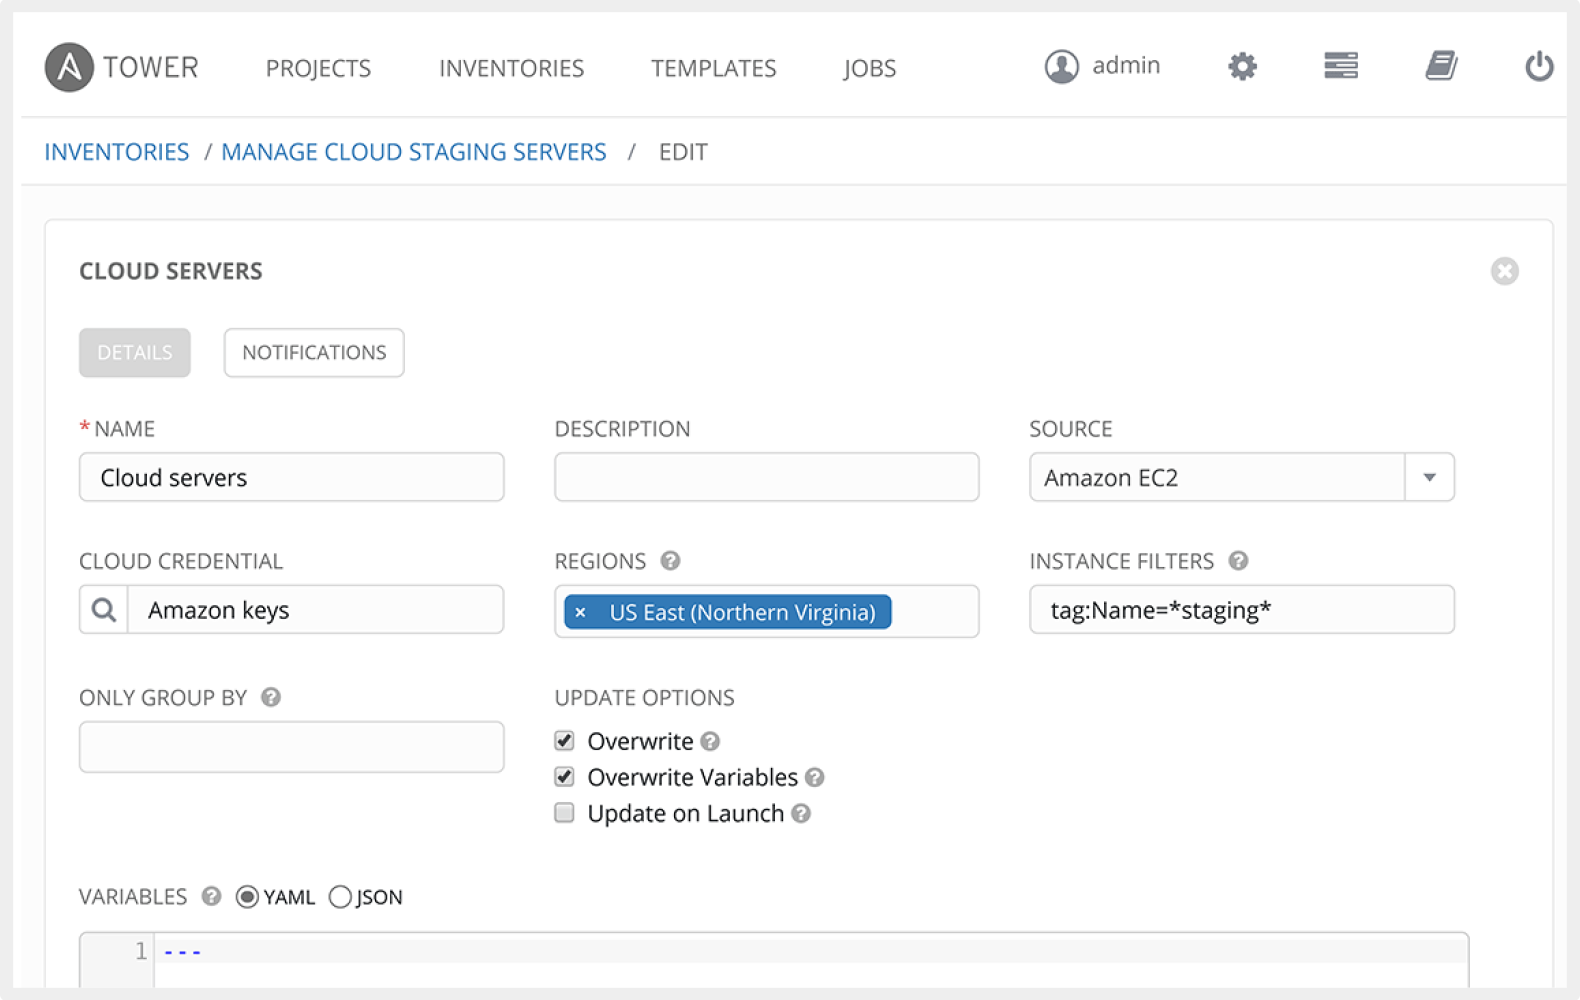 TOWER PROJECTS INVENTORIES TEMPLATES JOBS admin
INVENTORIES / MANAGE CLOUD STAGING SERVERS / EDIT
CLOUD SERVERS
DETAILS NOTIFICATIONS
* NAME DESCRIPTION SOURCE
Cloud servers Amazon EC2
CLOUD CREDENTIAL REGIONS ? INSTANCE FILTERS ?
Amazon keys × US East (Northern Virginia) tag:Name=*staging*
ONLY GROUP BY ? UPDATE OPTIONS
Overwrite ?
Overwrite Variables ?
Update on Launch ?
VARIABLES ? YAML JSON
1 ---